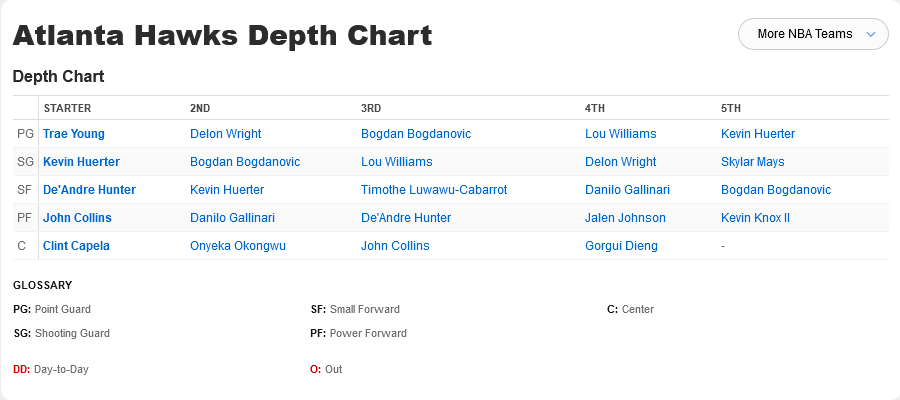 Atlanta Hawks Depth Chart
More NBA Teams
Depth Chart
STARTER 2ND 3RD 4TH 5TH
PG Trae Young Delon Wright Bogdan Bogdanovic Lou Williams Kevin Huerter
SG Kevin Huerter Bogdan Bogdanovic Lou Williams Delon Wright Skylar Mays
SF De'Andre Hunter Kevin Huerter Timothe Luwawu-Cabarrot Danilo Gallinari Bogdan Bogdanovic
PF John Collins Danilo Gallinari De'Andre Hunter Jalen Johnson Kevin Knox II
C Clint Capela Onyeka Okongwu John Collins Gorgui Dieng -
GLOSSARY
PG: Point Guard SF: Small Forward C: Center
SG: Shooting Guard PF: Power Forward
DD: Day-to-Day O: Out